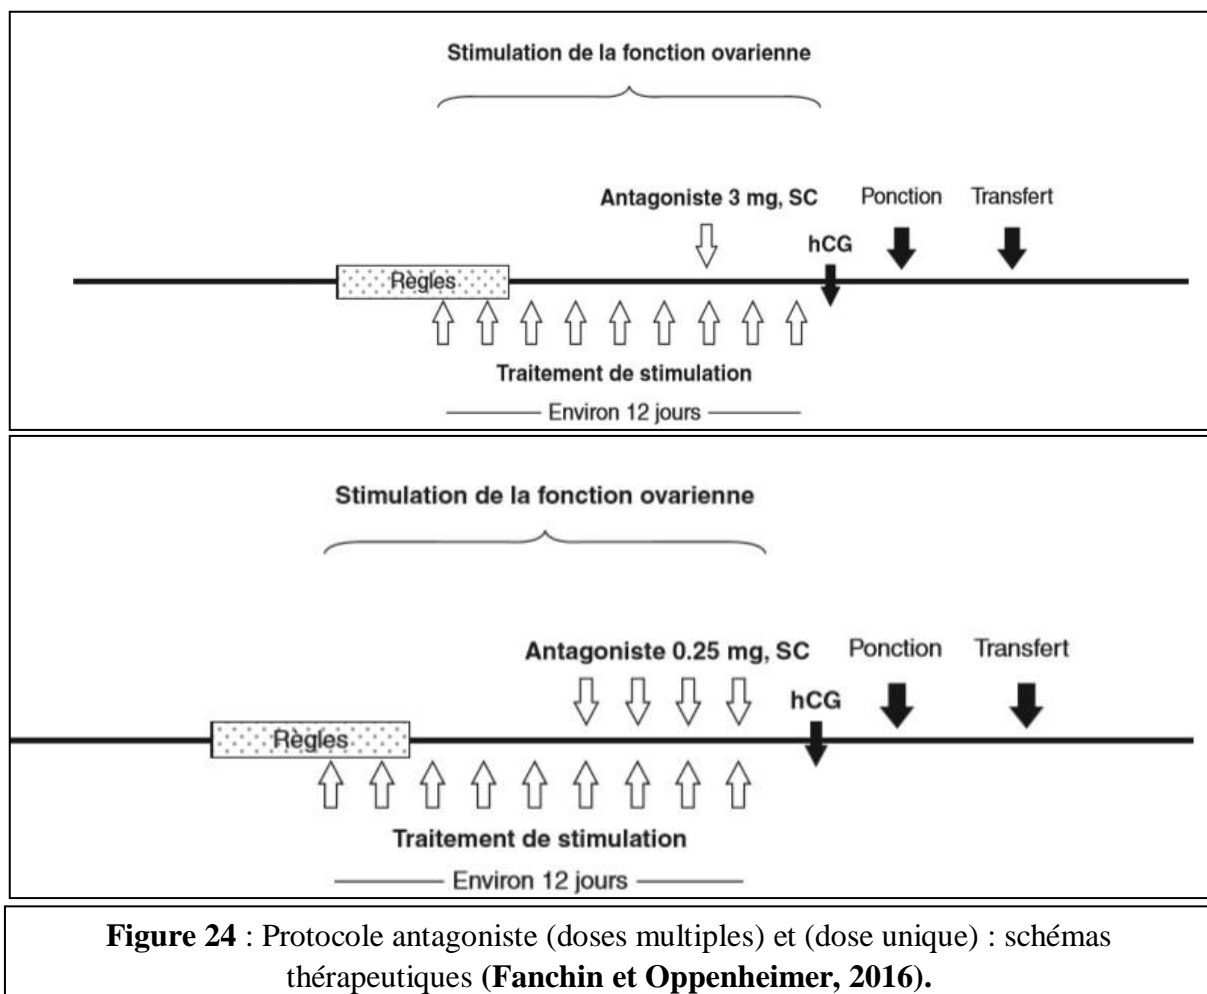 Stimulation de la fonction ovarienne
Antagoniste 3 mg, SC
Ponction
Transfert
hCG
Règles
Traitement de stimulation
Environ 12 jours
Stimulation de la fonction ovarienne
Antagoniste 0.25 mg, SC
Ponction
Transfert
hCG
Règles
Traitement de stimulation
Environ 12 jours
Figure 24 : Protocole antagoniste (doses multiples) et (dose unique) : schémas
thérapeutiques (Fanchin et Oppenheimer, 2016).